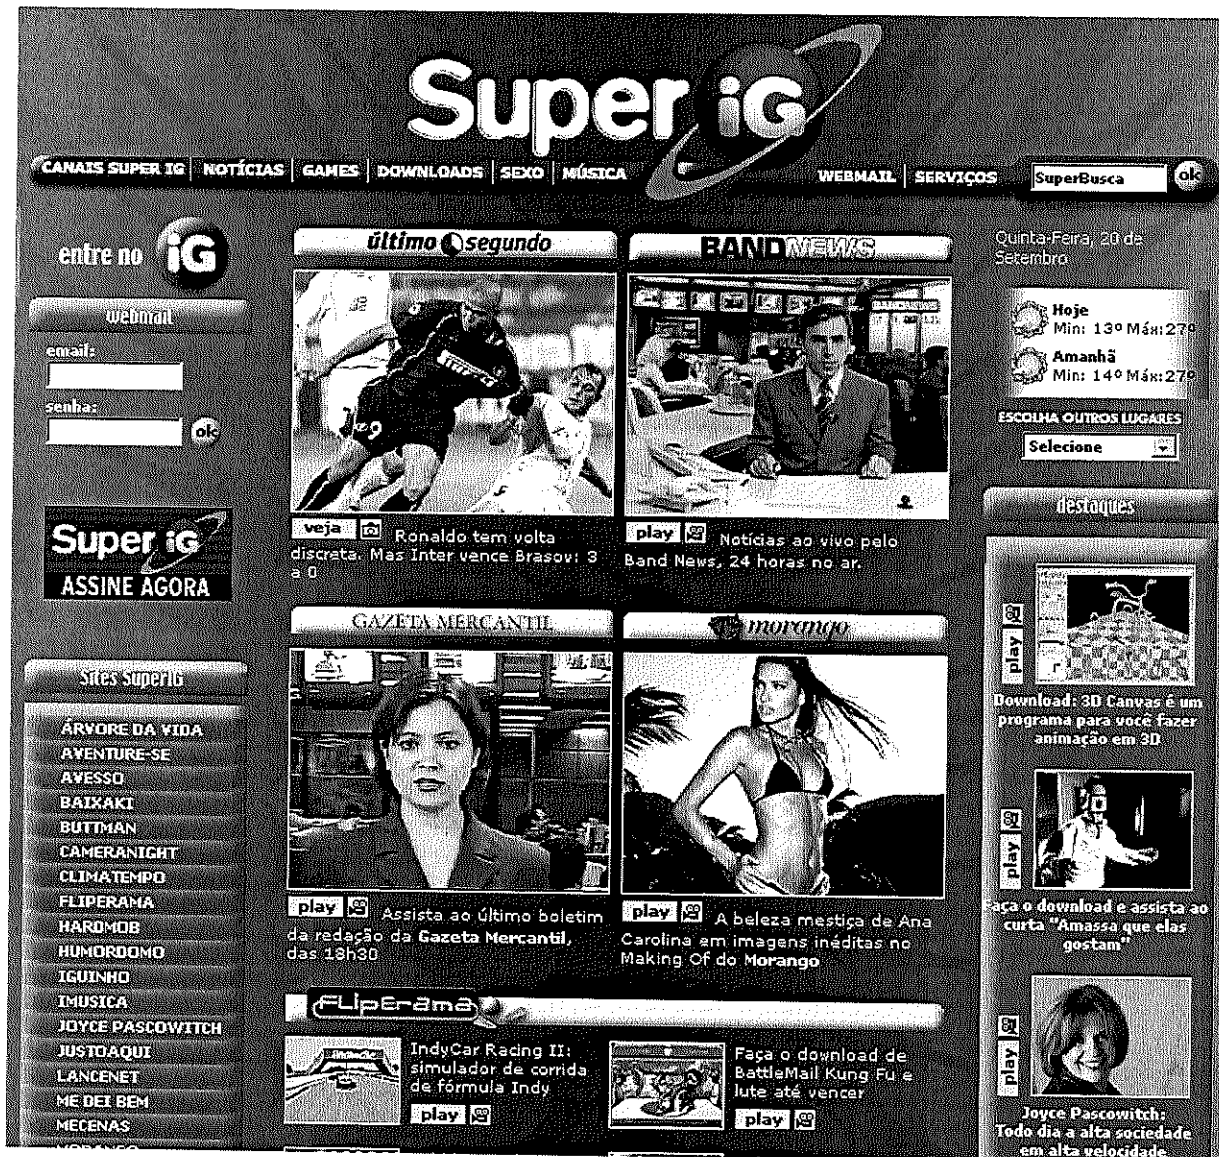 Super iG
CANAIS SUPER IG
NOTÍCIAS
GAMES
DOWNLOADS
SEXO
MÚSICA
WEBMAIL
SERVIÇOS
SuperBusca
ok
entre no iG
webmail
email:
senha:
ok
Super iG
ASSINE AGORA
Sites SuperIG
ÁRVORE DA VIDA
AVENTURE-SE
AVESSO
BAIXAKI
BUTTMAN
CAMERANIGHT
CLIMATEMPO
FLIPERAMA
HARDMOB
HUMORDOMO
IGUINHO
IMUSICA
JOYCE PASCOWITCH
JUSTOAQUI
LANCENET
ME DEI BEM
MECENAS
último segundo
PIRELLI
9
veja Ronaldo tem volta
discreta. Mas Inter vence Brasov: 3
a 0
BANDNEWS
play Notícias ao vivo pelo
Band News, 24 horas no ar.
GAZETA MERCANTIL
play Assista ao último boletim
da redação da Gazeta Mercantil,
das 18h30
morango
play A beleza mestiça de Ana
Carolina em imagens inéditas no
Making Of do Morango
FLIPErama
IndyCar Racing II:
simulador de corrida
de fórmula Indy
play
Faça o download de
BattleMail Kung Fu e
lute até vencer
play
Quinta-Feira, 20 de
Setembro
Hoje
Min: 13º Máx:27º
Amanhã
Min: 14º Máx:27º
ESCOLHA OUTROS LUGARES
Selecione
destaques
play
Download: 3D Canvas é um
programa para você fazer
animação em 3D
play
Faça o download e assista ao
curta "Amassa que elas
gostam"
play
Joyce Pascowitch:
Todo dia a alta sociedade
em alta velocidade